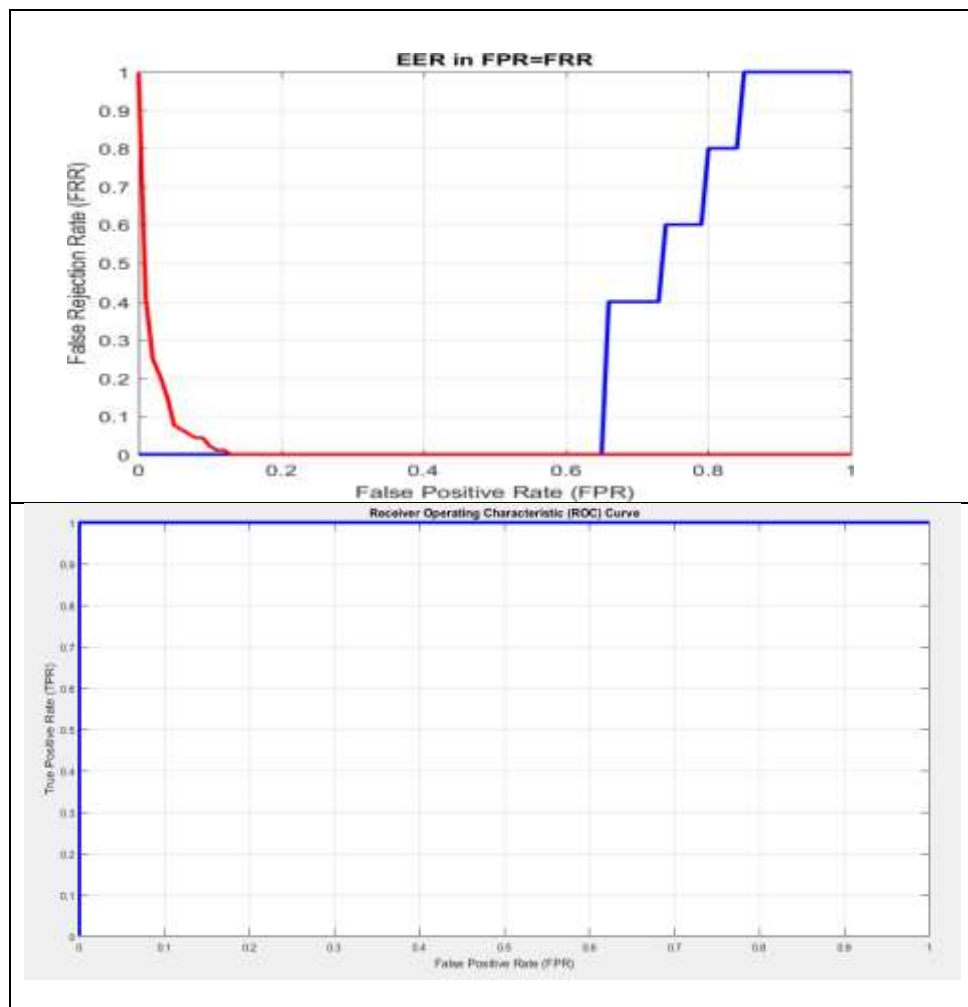 EER in FPR=FRR
False Rejection Rate (FRR)
1
0.9
0.8
0.7
0.6
0.5
0.4
0.3
0.2
0.1
0
0 0.2 0.4 0.6 0.8 1
False Positive Rate (FPR)
Receiver Operating Characteristic (ROC) Curve
True Positive Rate (TPR)
1
0.9
0.8
0.7
0.6
0.5
0.4
0.3
0.2
0.1
0
0 0.1 0.2 0.3 0.4 0.5 0.6 0.7 0.8 0.9 1
False Positive Rate (FPR)